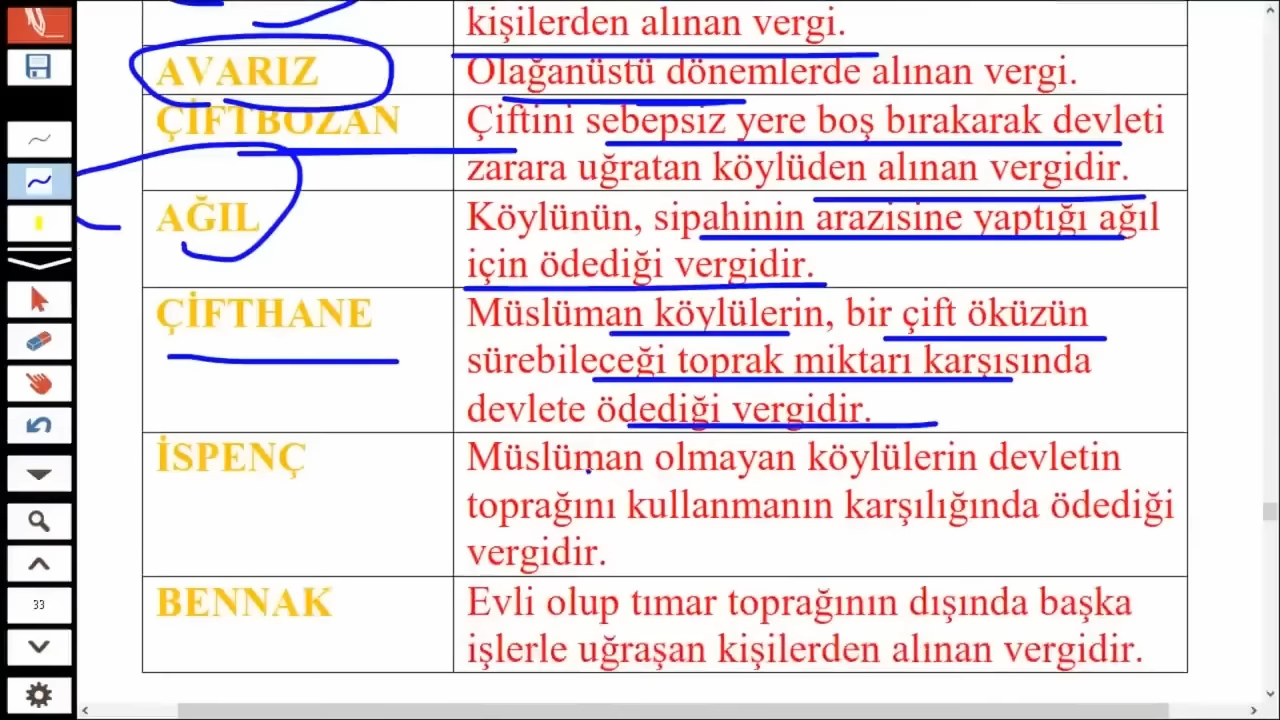 kişilerden alınan vergi.
AVARIZ
Olağanüstü dönemlerde alınan vergi.
ÇİFTBOZAN
Çiftini sebepsiz yere boş bırakarak devleti
zarara uğratan köylüden alınan vergidir.
AĞIL
Köylünün, sipahinin arazisine yaptığı ağıl
için ödediği vergidir.
ÇİFTHANE
Müslüman köylülerin, bir çift öküzün
sürebileceği toprak miktarı karşısında
devlete ödediği vergidir.
İSPENÇ
Müslüman olmayan köylülerin devletin
toprağını kullanmanın karşılığında ödediği
vergidir.
BENNAK
Evli olup tımar toprağının dışında başka
işlerle uğraşan kişilerden alınan vergidir.
33